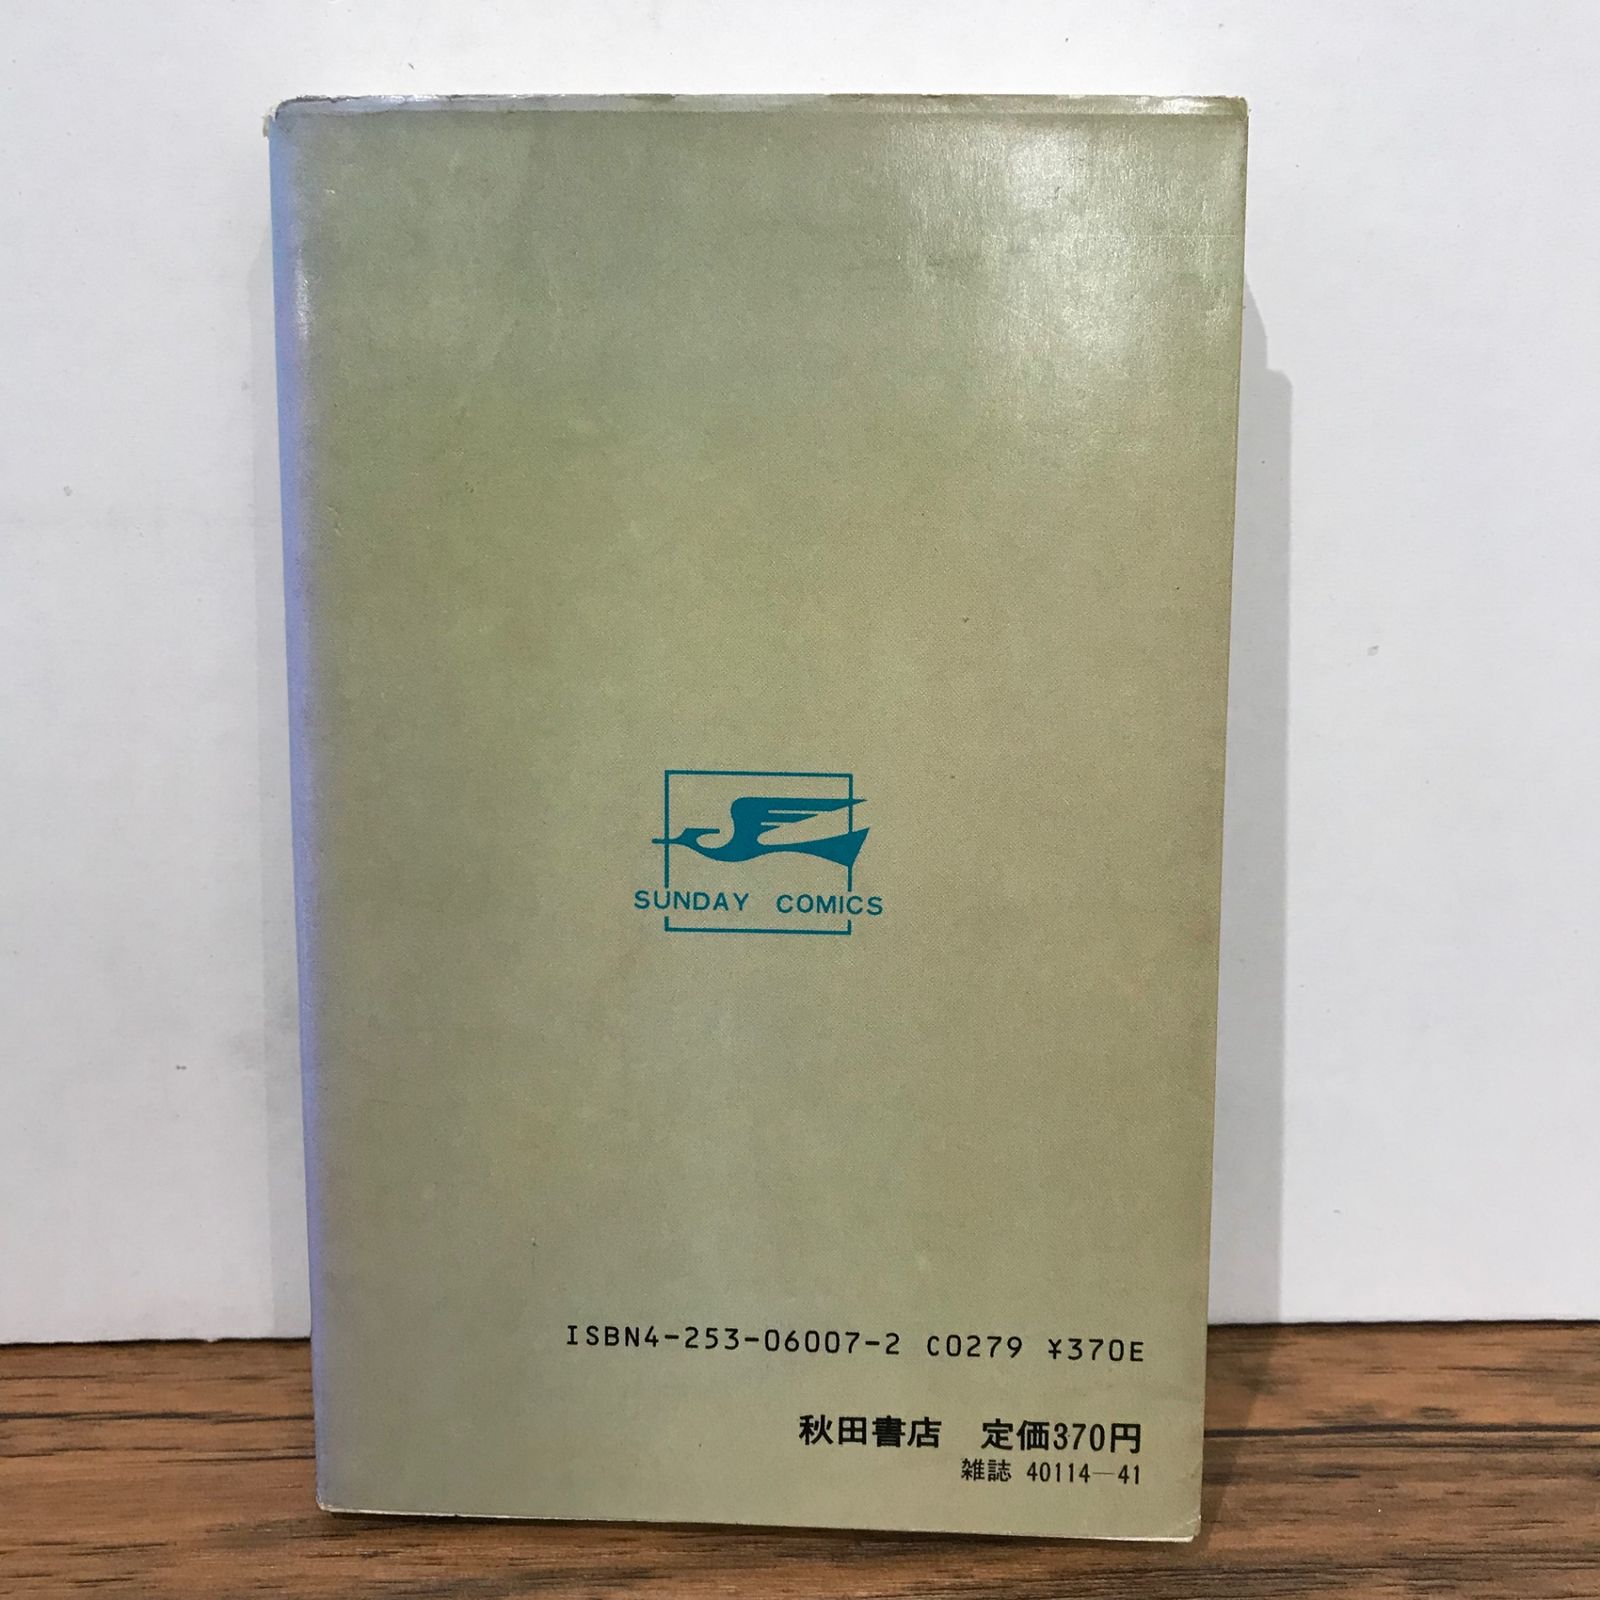 SUNDAY COMICS
ISBN4-253-06007-2 C0279 ¥370E
秋田書店 定価370円
雑誌 40114-41